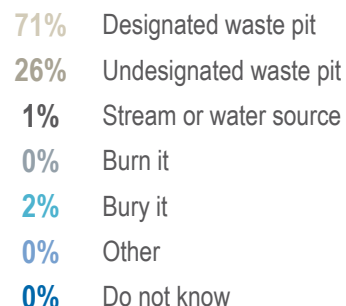 71% Designated waste pit
26% Undesignated waste pit
1% Stream or water source
0% Burn it
2% Bury it
0% Other
0% Do not know